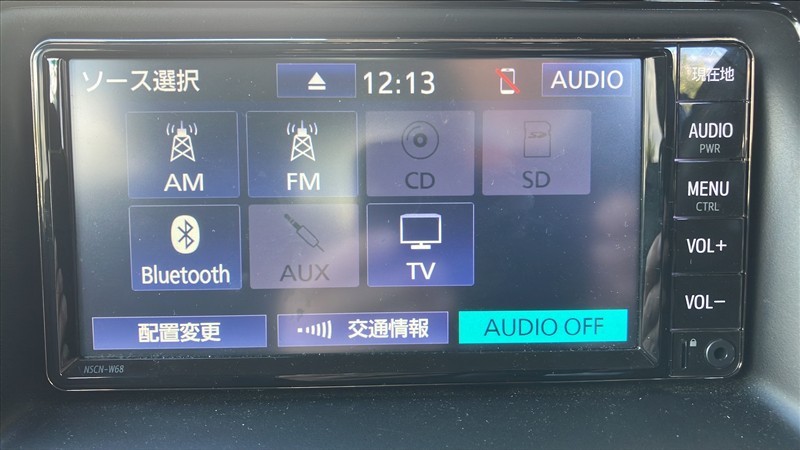 ソース選択 12:13 AUDIO
AM FM CD SD
Bluetooth AUX TV
配置変更 交通情報 AUDIO OFF
現在地
AUDIO
PWR
MENU
CTRL
VOL+
VOL−
NSCN-W68